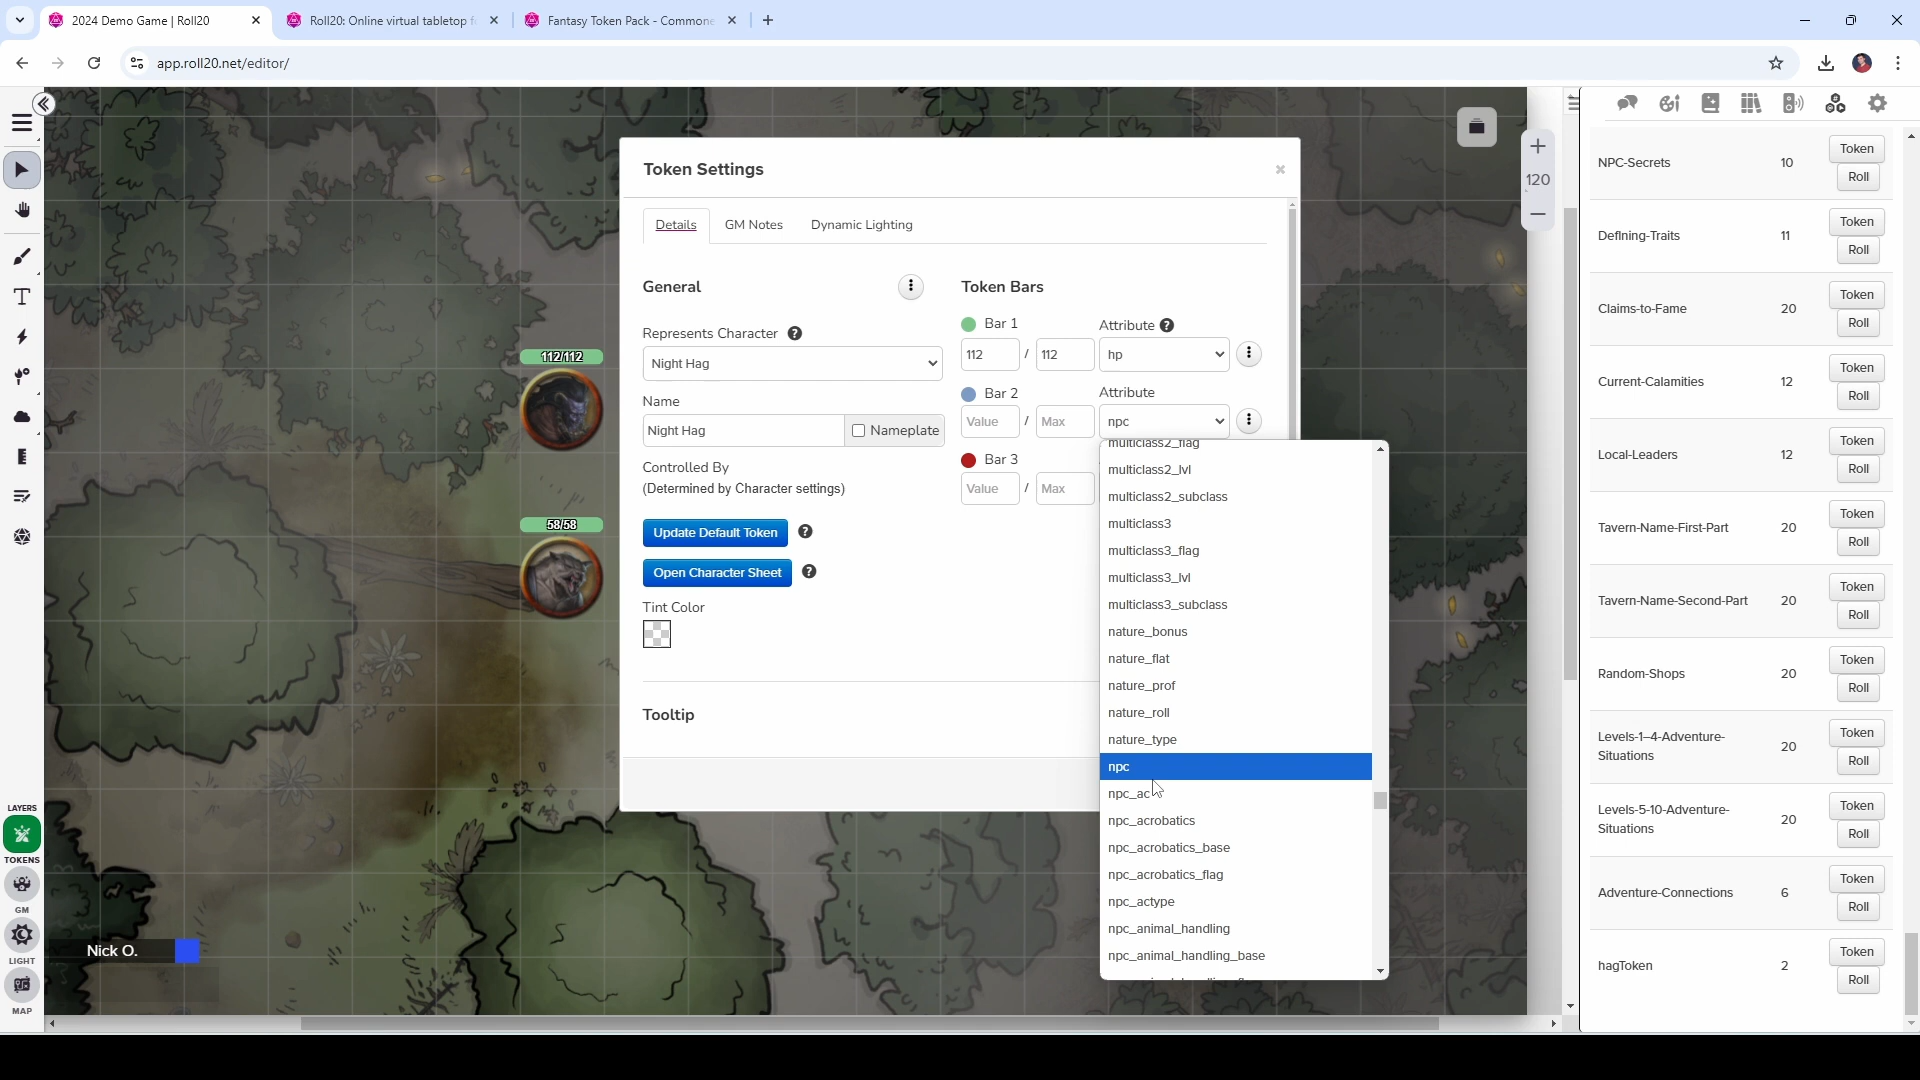 2024 Demo Game | Roll20
Roll20: Online virtual tabletop f
Fantasy Token Pack - Commone
app.roll20.net/editor/
Token Settings
Details
GM Notes
Dynamic Lighting
General
Token Bars
Represents Character
Night Hag
Name
Night Hag
Nameplate
Controlled By
(Determined by Character settings)
Update Default Token
Open Character Sheet
Tint Color
Tooltip
Bar 1
Attribute
112 / 112
hp
Bar 2
Attribute
Value / Max
npc
Bar 3
Value / Max
multiclass2_flag
multiclass2_lvl
multiclass2_subclass
multiclass3
multiclass3_flag
multiclass3_lvl
multiclass3_subclass
nature_bonus
nature_flat
nature_prof
nature_roll
nature_type
npc
npc_ac
npc_acrobatics
npc_acrobatics_base
npc_acrobatics_flag
npc_actype
npc_animal_handling
npc_animal_handling_base
112/112
58/58
120
LAYERS
TOKENS
GM
LIGHT
MAP
Nick O.
NPC-Secrets 10 Token
Roll
Defining-Traits 11 Token
Roll
Claims-to-Fame 20 Token
Roll
Current-Calamities 12 Token
Roll
Local-Leaders 12 Token
Roll
Tavern-Name-First-Part 20 Token
Roll
Tavern-Name-Second-Part 20 Token
Roll
Random-Shops 20 Token
Roll
Levels-1–4-Adventure-
Situations 20 Token
Roll
Levels-5-10-Adventure-
Situations 20 Token
Roll
Adventure-Connections 6 Token
Roll
hagToken 2 Token
Roll